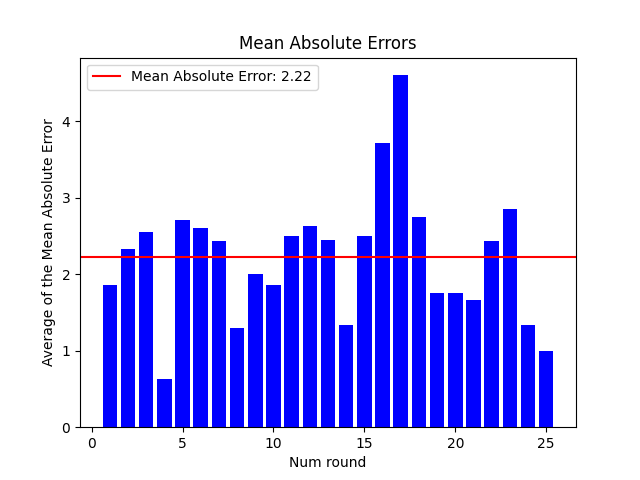 Mean Absolute Errors
Mean Absolute Error: 2.22
Average of the Mean Absolute Error
4
3
2
1
0
0 5 10 15 20 25
Num round